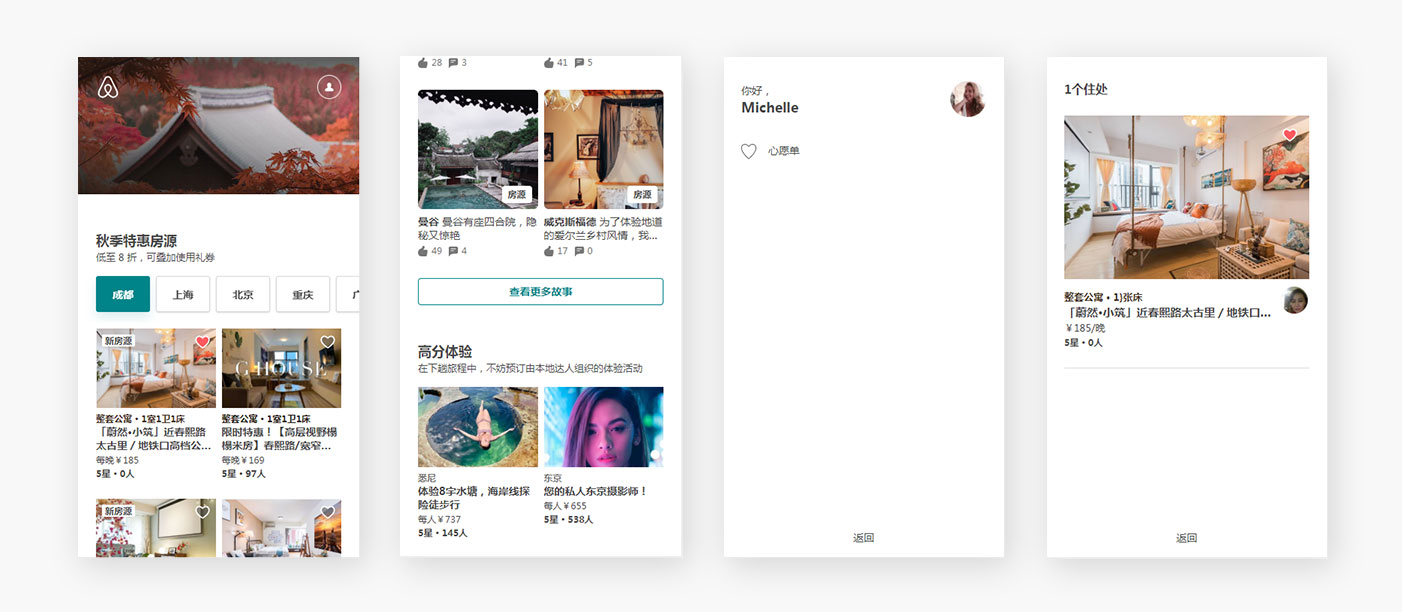 秋季特惠房源
低至 8 折，可叠加使用礼券
成都
上海
北京
重庆
新房源
G HOUSE
整套公寓・1室1卫1床
「蔚然•小筑」近春熙路
太古里 / 地铁口高档公...
每晚￥185
5星・0人
整套公寓・1室1卫1床
限时特惠！【高层视野榻
榻米房】春熙路/宽窄...
每晚￥169
5星・97人
新房源
28 3
41 5
房源
曼谷 曼谷有座四合院，隐
秘又惊艳
49 4
房源
威克斯福德 为了体验地道
的爱尔兰乡村风情，我...
17 0
查看更多故事
高分体验
在下趟旅程中，不妨预订由本地达人组织的体验活动
悉尼
体验8字水塘，海岸线探
险徒步行
每人￥737
5星・145人
东京
您的私人东京摄影师！
每人￥655
5星・538人
你好，
Michelle
心愿单
返回
1个住处
整套公寓・1)张床
「蔚然•小筑」近春熙路太古里 / 地铁口...
￥185/晚
5星・0人
返回